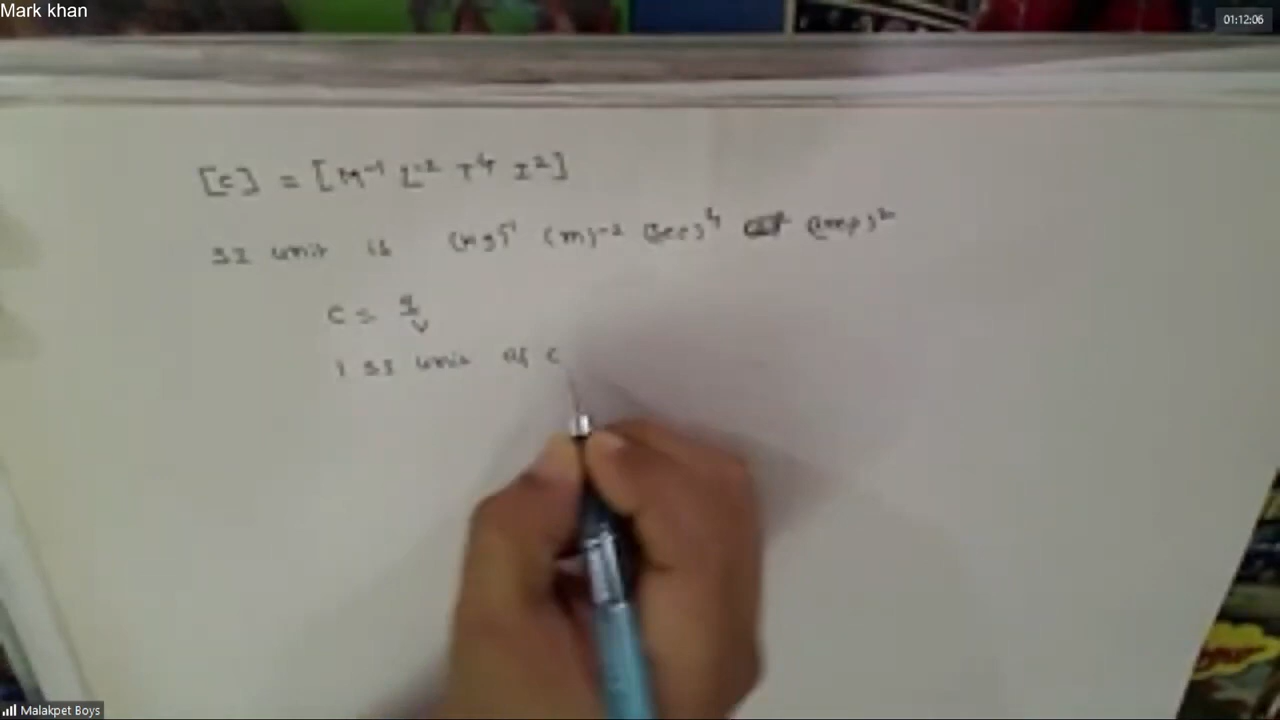 Mark khan
01:12:06
[C] = [M⁻¹ L⁻² T⁴ I²]
SI unit is (kg)⁻¹ (m)⁻² (sec)⁴ (Amp)²
C = q/v
1 SI unit of C
Malakpet Boys